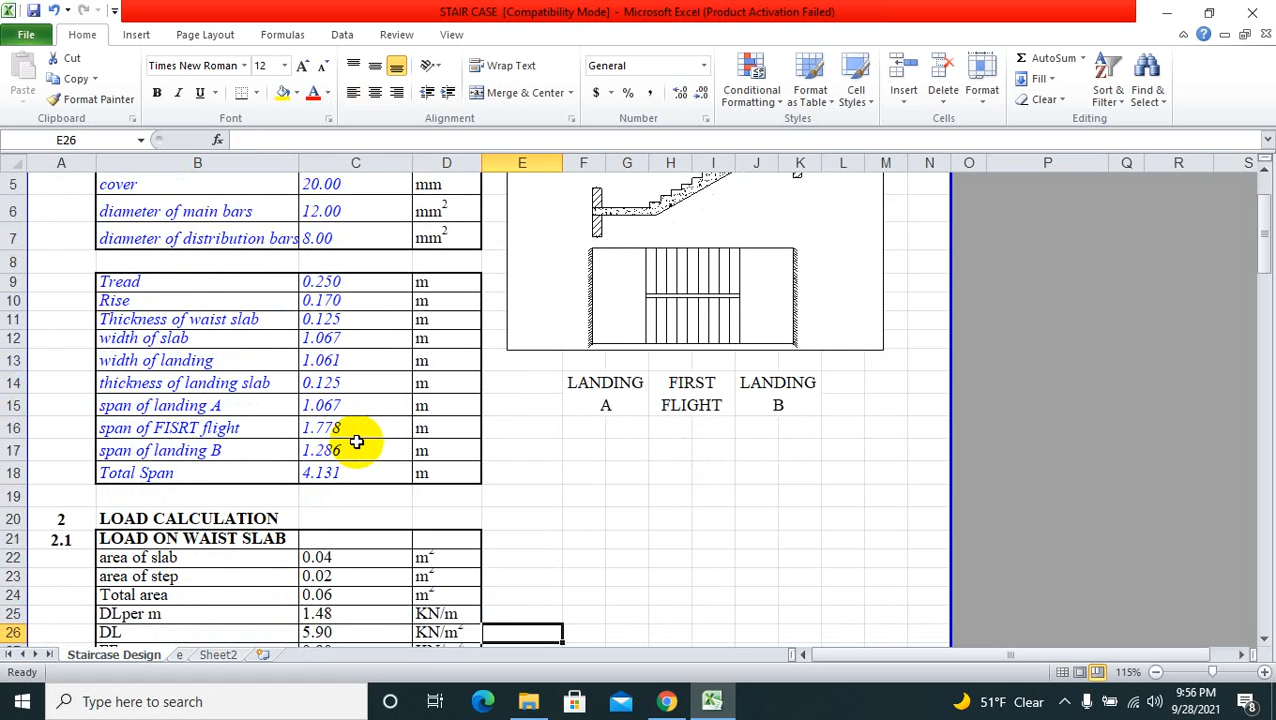 STAIR CASE [Compatibility Mode] - Microsoft Excel (Product Activation Failed)
File Home Insert Page Layout Formulas Data Review View
Cut
Copy
Format Painter
Paste
Clipboard
Times New Roman 12
Font
Wrap Text
Merge & Center
Alignment
General
Number
Conditional Formatting
Format as Table
Cell Styles
Styles
Insert Delete Format
Cells
AutoSum
Fill
Clear
Sort & Filter
Find & Select
Editing
E26
fx
A B C D E F G H I J K L M N O P Q R S
5 cover 20.00 mm
6 diameter of main bars 12.00 mm2
7 diameter of distribution bars 8.00 mm2
8
9 Tread 0.250 m
10 Rise 0.170 m
11 Thickness of waist slab 0.125 m
12 width of slab 1.067 m
13 width of landing 1.061 m
14 thickness of landing slab 0.125 m LANDING FIRST LANDING
15 span of landing A 1.067 m A FLIGHT B
16 span of FISRT flight 1.778 m
17 span of landing B 1.286 m
18 Total Span 4.131 m
19
20 2 LOAD CALCULATION
21 2.1 LOAD ON WAIST SLAB
22 area of slab 0.04 m2
23 area of step 0.02 m2
24 Total area 0.06 m2
25 DLper m 1.48 KN/m
26 DL 5.90 KN/m2
Staircase Design e Sheet2
Ready 115%
Type here to search
51°F Clear
9:56 PM
9/28/2021
8